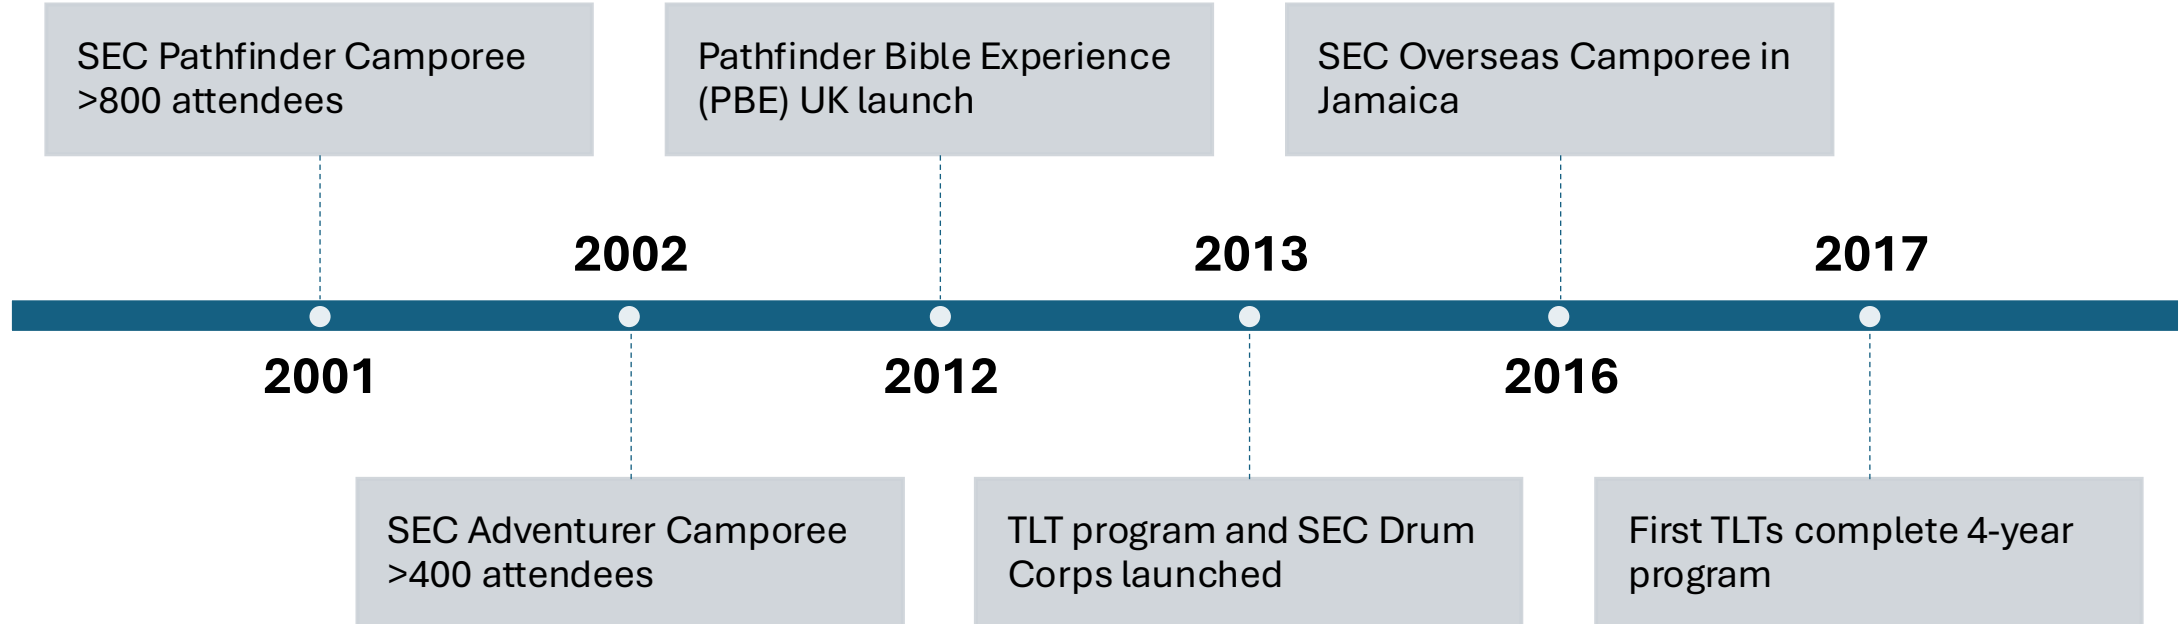 SEC Pathfinder Camporee
>800 attendees
Pathfinder Bible Experience
(PBE) UK launch
SEC Overseas Camporee in
Jamaica
2002
2013
2017
2001
2012
2016
SEC Adventurer Camporee
>400 attendees
TLT program and SEC Drum
Corps launched
First TLTs complete 4-year
program